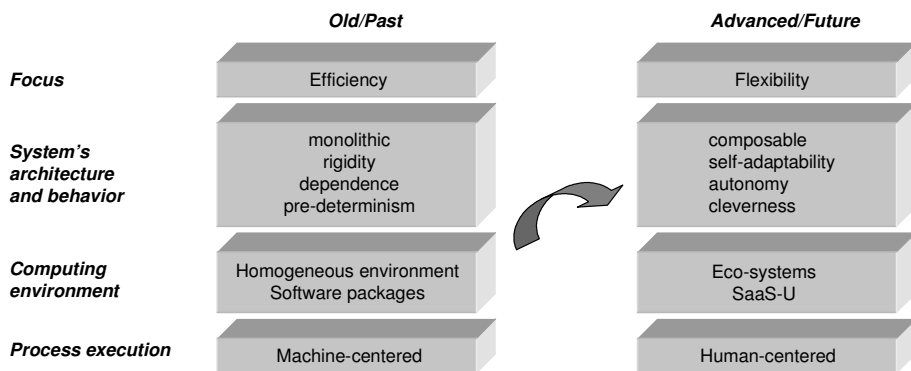 Old/Past
Advanced/Future
Focus
Efficiency
Flexibility
System's
architecture
and behavior
monolithic
rigidity
dependence
pre-determinism
composable
self-adaptability
autonomy
cleverness
Computing
environment
Homogeneous environment
Software packages
Eco-systems
SaaS-U
Process execution
Machine-centered
Human-centered